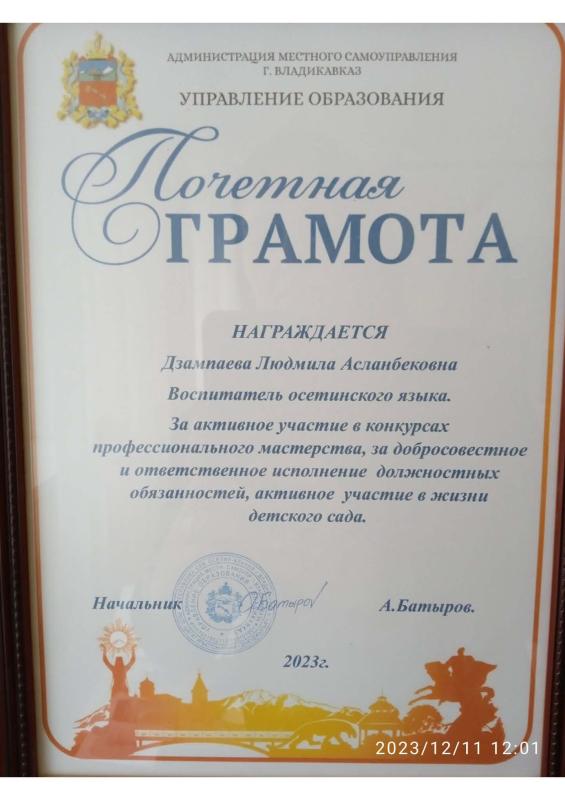 АДМИНИСТРАЦИЯ МЕСТНОГО САМОУПРАВЛЕНИЯ
Г. ВЛАДИКАВКАЗ
УПРАВЛЕНИЕ ОБРАЗОВАНИЯ
Почетная
ГРАМОТА
НАГРАЖДАЕТСЯ
Дзампаева Людмила Асланбековна
Воспитатель осетинского языка.
За активное участие в конкурсах
профессионального мастерства, за добросовестное
и ответственное исполнение должностных
обязанностей, активное участие в жизни
детского сада.
Начальник А.Батыров.
2023г.
2023/12/11 12:01